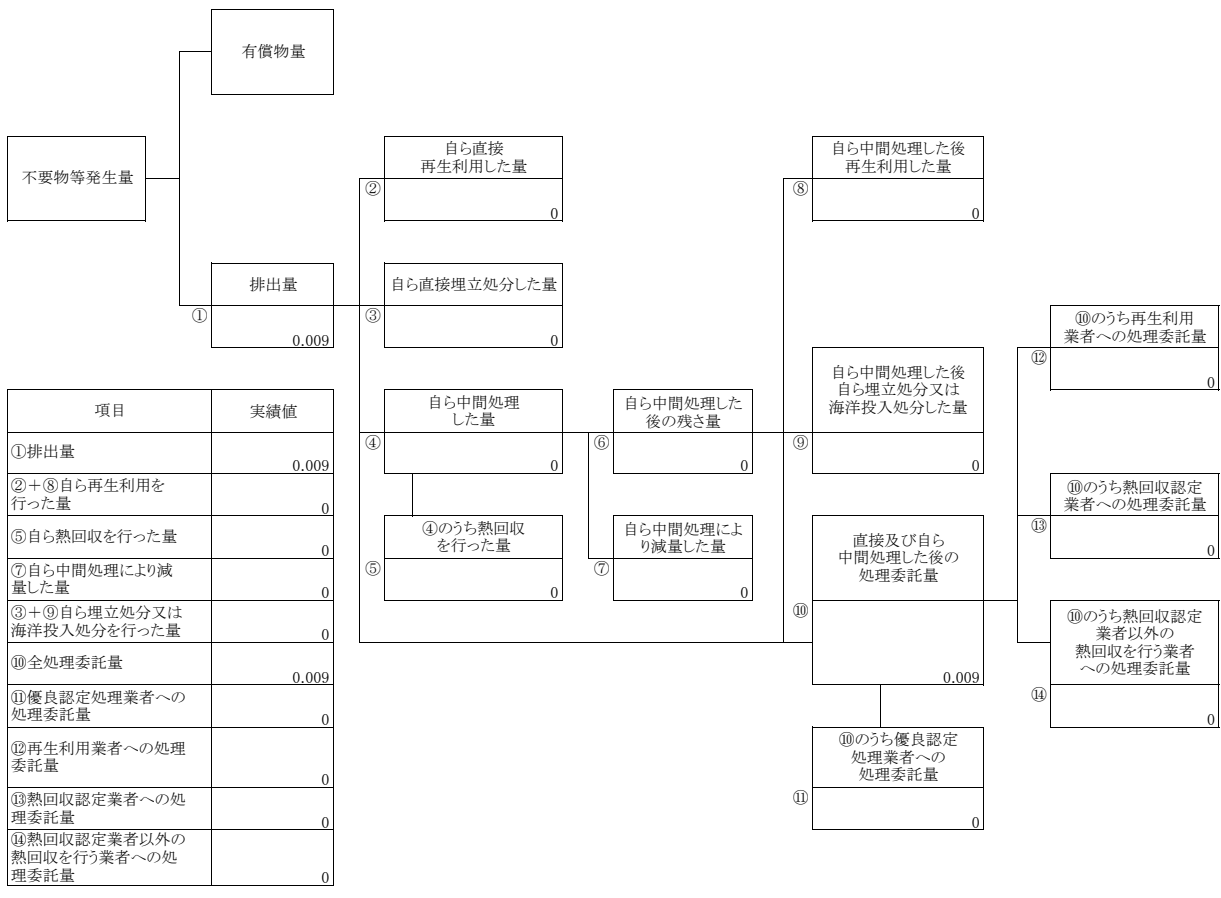 有償物量
不要物等発生量
自ら直接
再生利用した量
②
0
自ら中間処理した後
再生利用した量
⑧
0
排出量
①
0.009
自ら直接埋立処分した量
③
0
⑩のうち再生利用
業者への処理委託量
⑫
0
自ら中間処理した後
自ら埋立処分又は
海洋投入処分した量
⑨
0
自ら中間処理
した量
④
0
自ら中間処理した
後の残さ量
⑥
0
⑩のうち熱回収認定
業者への処理委託量
⑬
0
④のうち熱回収
を行った量
⑤
0
自ら中間処理によ
り減量した量
⑦
0
直接及び自ら
中間処理した後の
処理委託量
⑩
0.009
⑩のうち熱回収認定
業者以外の
熱回収を行う業者
への処理委託量
⑭
0
⑩のうち優良認定
処理業者への
処理委託量
⑪
0
項目 実績値
①排出量
0.009
②＋⑧自ら再生利用を
行った量
0
⑤自ら熱回収を行った量
0
⑦自ら中間処理により減
量した量
0
③＋⑨自ら埋立処分又は
海洋投入処分を行った量
0
⑩全処理委託量
0.009
⑪優良認定処理業者への
処理委託量
0
⑫再生利用業者への処理
委託量
0
⑬熱回収認定業者への処
理委託量
0
⑭熱回収認定業者以外の
熱回収を行う業者への処
理委託量
0